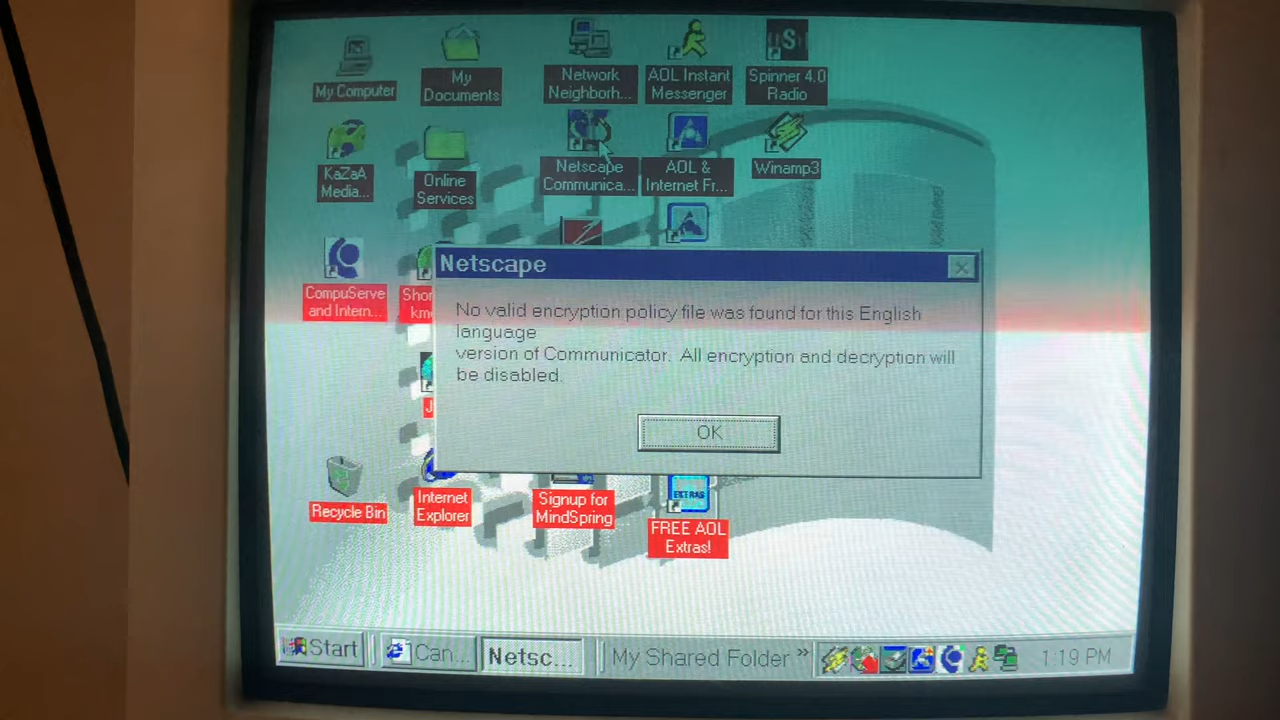 My Computer
My
Documents
Network
Neighborh...
AOL Instant
Messenger
Spinner 4.0
Radio
KaZaA
Media...
Online
Services
Netscape
Communica...
AOL &
Internet Fr...
Winamp3
CompuServe
and Intern...
Netscape
No valid encryption policy file was found for this English
language
version of Communicator. All encryption and decryption will
be disabled.
OK
Recycle Bin
Internet
Explorer
Signup for
MindSpring
EXTRAS
FREE AOL
Extras!
Start
Can...
Netsc...
My Shared Folder »
1:19 PM